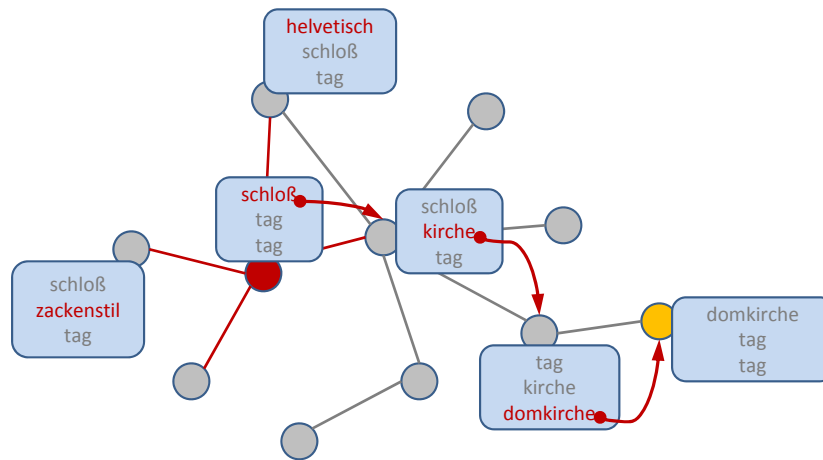 helvetisch
schloß
tag
schloß
tag
tag
schloß
kirche
tag
schloß
zackenstil
tag
domkirche
tag
tag
tag
kirche
domkirche